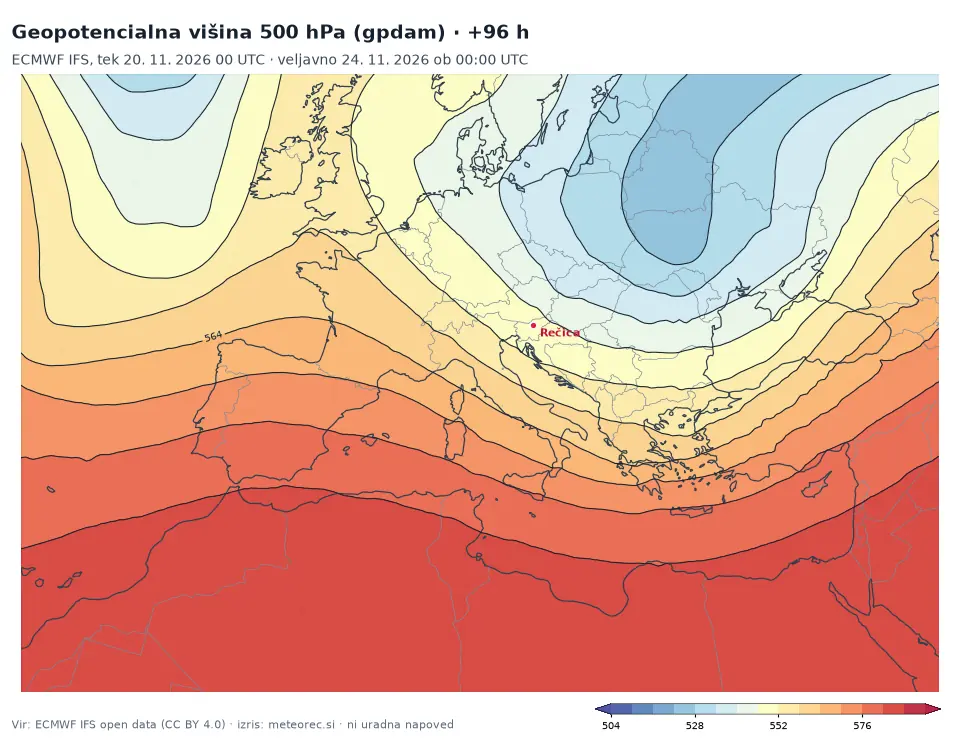 Geopotencialna višina 500 hPa (gpdam) · +96 h
ECMWF IFS, tek 20. 11. 2026 00 UTC · veljavno 24. 11. 2026 ob 00:00 UTC
564
Rečica
504 528 552 576
Vir: ECMWF IFS open data (CC BY 4.0) · izris: meteorec.si · ni uradna napoved